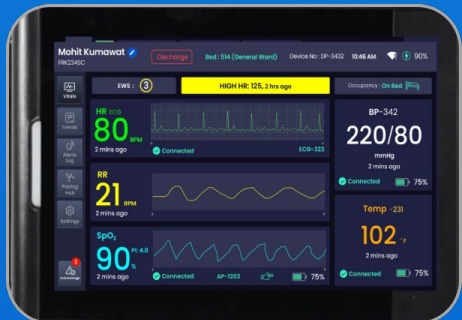 Mohit Kumawat
FRK234SC
Discharge
Bed : 514 (General Ward)
Device No : DP-3432
10:46 AM
90%
Vitals
Trends
Alerts Log
Pairing Hub
Settings
EWS : 3
HIGH HR: 125, 2 hrs ago
Occupancy : On Bed
HR ECG
80 BPM
2 mins ago
Connected
ECG-323
RR
21 RPM
2 mins ago
SpO2
PI: 4.0
90 %
2 mins ago
Connected
AP-1203
75%
BP-342
220/80
mmHg
2 mins ago
Connected
75%
Temp -231
102 °F
2 mins ago
Connected
75%